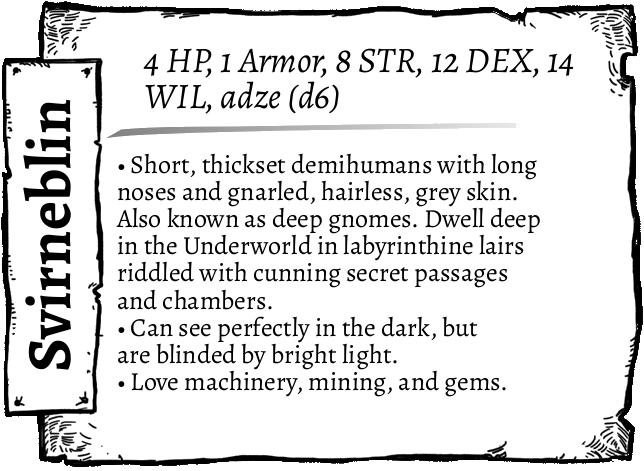 Svirneblin
4 HP, 1 Armor, 8 STR, 12 DEX, 14
WIL, adze (d6)
• Short, thickset demihumans with long
noses and gnarled, hairless, grey skin.
Also known as deep gnomes. Dwell deep
in the Underworld in labyrinthine lairs
riddled with cunning secret passages
and chambers.
• Can see perfectly in the dark, but
are blinded by bright light.
• Love machinery, mining, and gems.